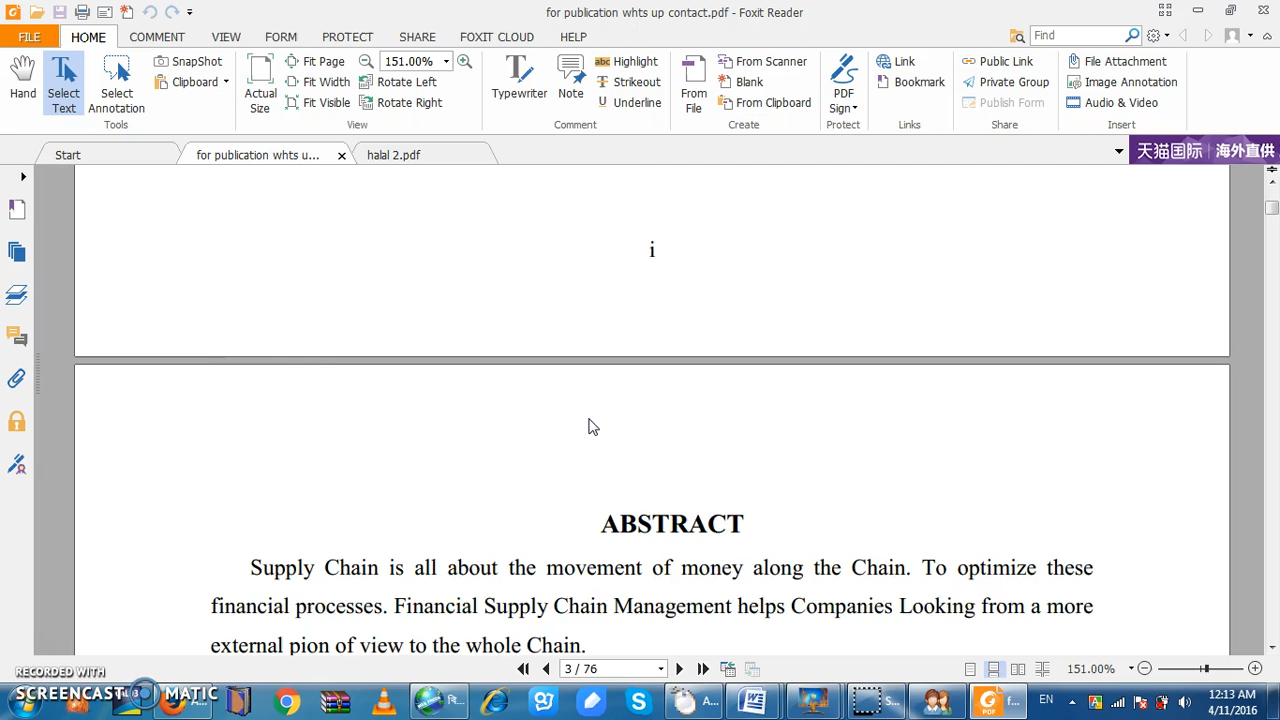 for publication whts up contact.pdf - Foxit Reader
FILE HOME COMMENT VIEW FORM PROTECT SHARE FOXIT CLOUD HELP Find
Hand
Select Text
Select Annotation
SnapShot
Clipboard
Tools
Actual Size
Fit Page
Fit Width
Fit Visible
151.00%
Rotate Left
Rotate Right
View
Typewriter
Note
Highlight
Strikeout
Underline
Comment
From File
From Scanner
Blank
From Clipboard
Create
PDF Sign
Protect
Link
Bookmark
Links
Public Link
Private Group
Publish Form
Share
File Attachment
Image Annotation
Audio & Video
Insert
Start for publication whts u... halal 2.pdf 天猫国际 海外直供
i
ABSTRACT
Supply Chain is all about the movement of money along the Chain. To optimize these
financial processes. Financial Supply Chain Management helps Companies Looking from a more
external pion of view to the whole Chain.
3 / 76 151.00%
RECORDED WITH
SCREENCAST MATIC
A... S... f... EN 12:13 AM
4/11/2016